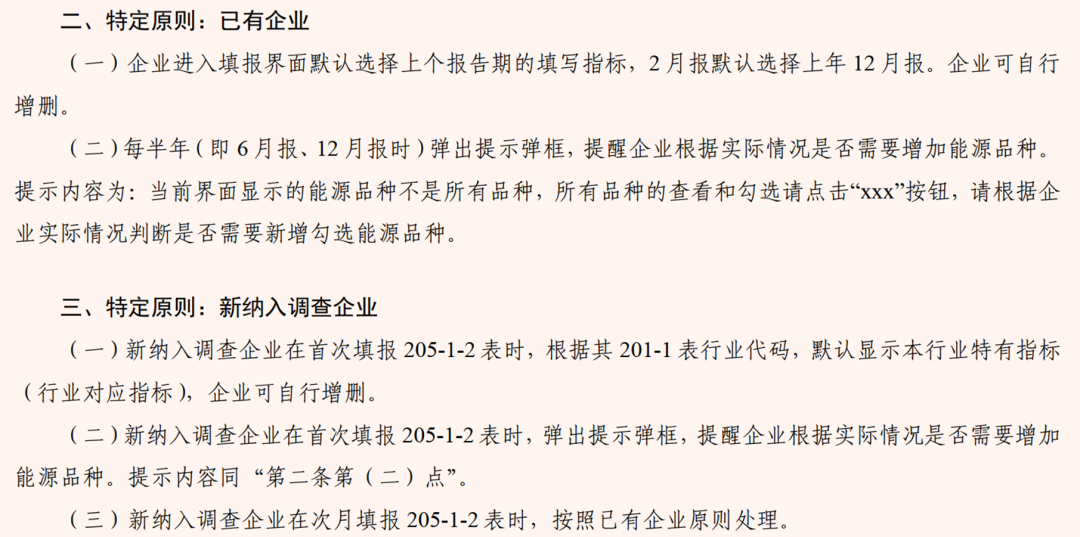 二、特定原则：已有企业
（一）企业进入填报界面默认选择上个报告期的填写指标，2 月报默认选择上年 12 月报。企业可自行
增删。
（二）每半年（即 6 月报、12 月报时）弹出提示弹框，提醒企业根据实际情况是否需要增加能源品种。
提示内容为：当前界面显示的能源品种不是所有品种，所有品种的查看和勾选请点击“xxx”按钮，请根据企
业实际情况判断是否需要新增勾选能源品种。
三、特定原则：新纳入调查企业
（一）新纳入调查企业在首次填报 205-1-2 表时，根据其 201-1 表行业代码，默认显示本行业特有指标
（行业对应指标），企业可自行增删。
（二）新纳入调查企业在首次填报 205-1-2 表时，弹出提示弹框，提醒企业根据实际情况是否需要增加
能源品种。提示内容同“第二条第（二）点”。
（三）新纳入调查企业在次月填报 205-1-2 表时，按照已有企业原则处理。